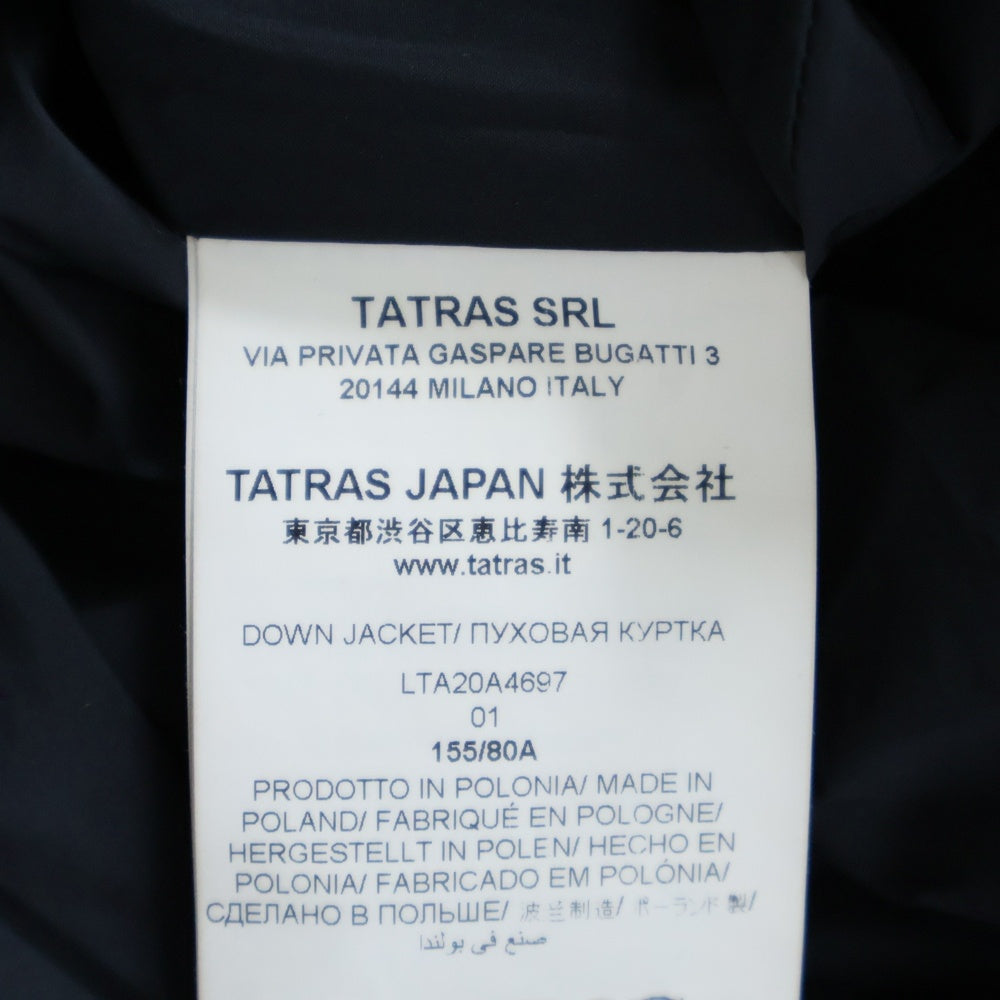 TATRAS SRL
VIA PRIVATA GASPARE BUGATTI 3
20144 MILANO ITALY
TATRAS JAPAN 株式会社
東京都渋谷区恵比寿南 1-20-6
www.tatras.it
DOWN JACKET/ ПУХОВАЯ КУРТКА
LTA20A4697
01
155/80A
PRODOTTO IN POLONIA/ MADE IN
POLAND/ FABRIQUÉ EN POLOGNE/
HERGESTELLT IN POLEN/ HECHO EN
POLONIA/ FABRICADO EM POLÓNIA/
СДЕЛАНО В ПОЛЬШЕ/ 波兰制造/ ポーランド製/
صنع في بولندا